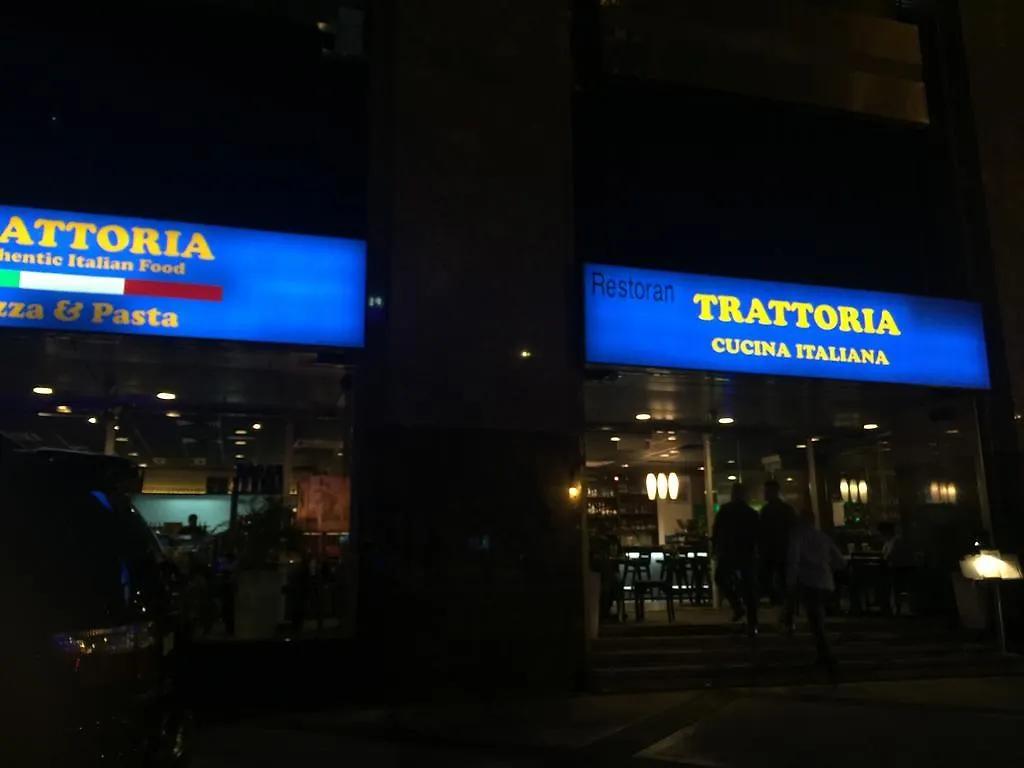 ATTORIA
hentic Italian Food
zza & Pasta
Restoran
TRATTORIA
CUCINA ITALIANA